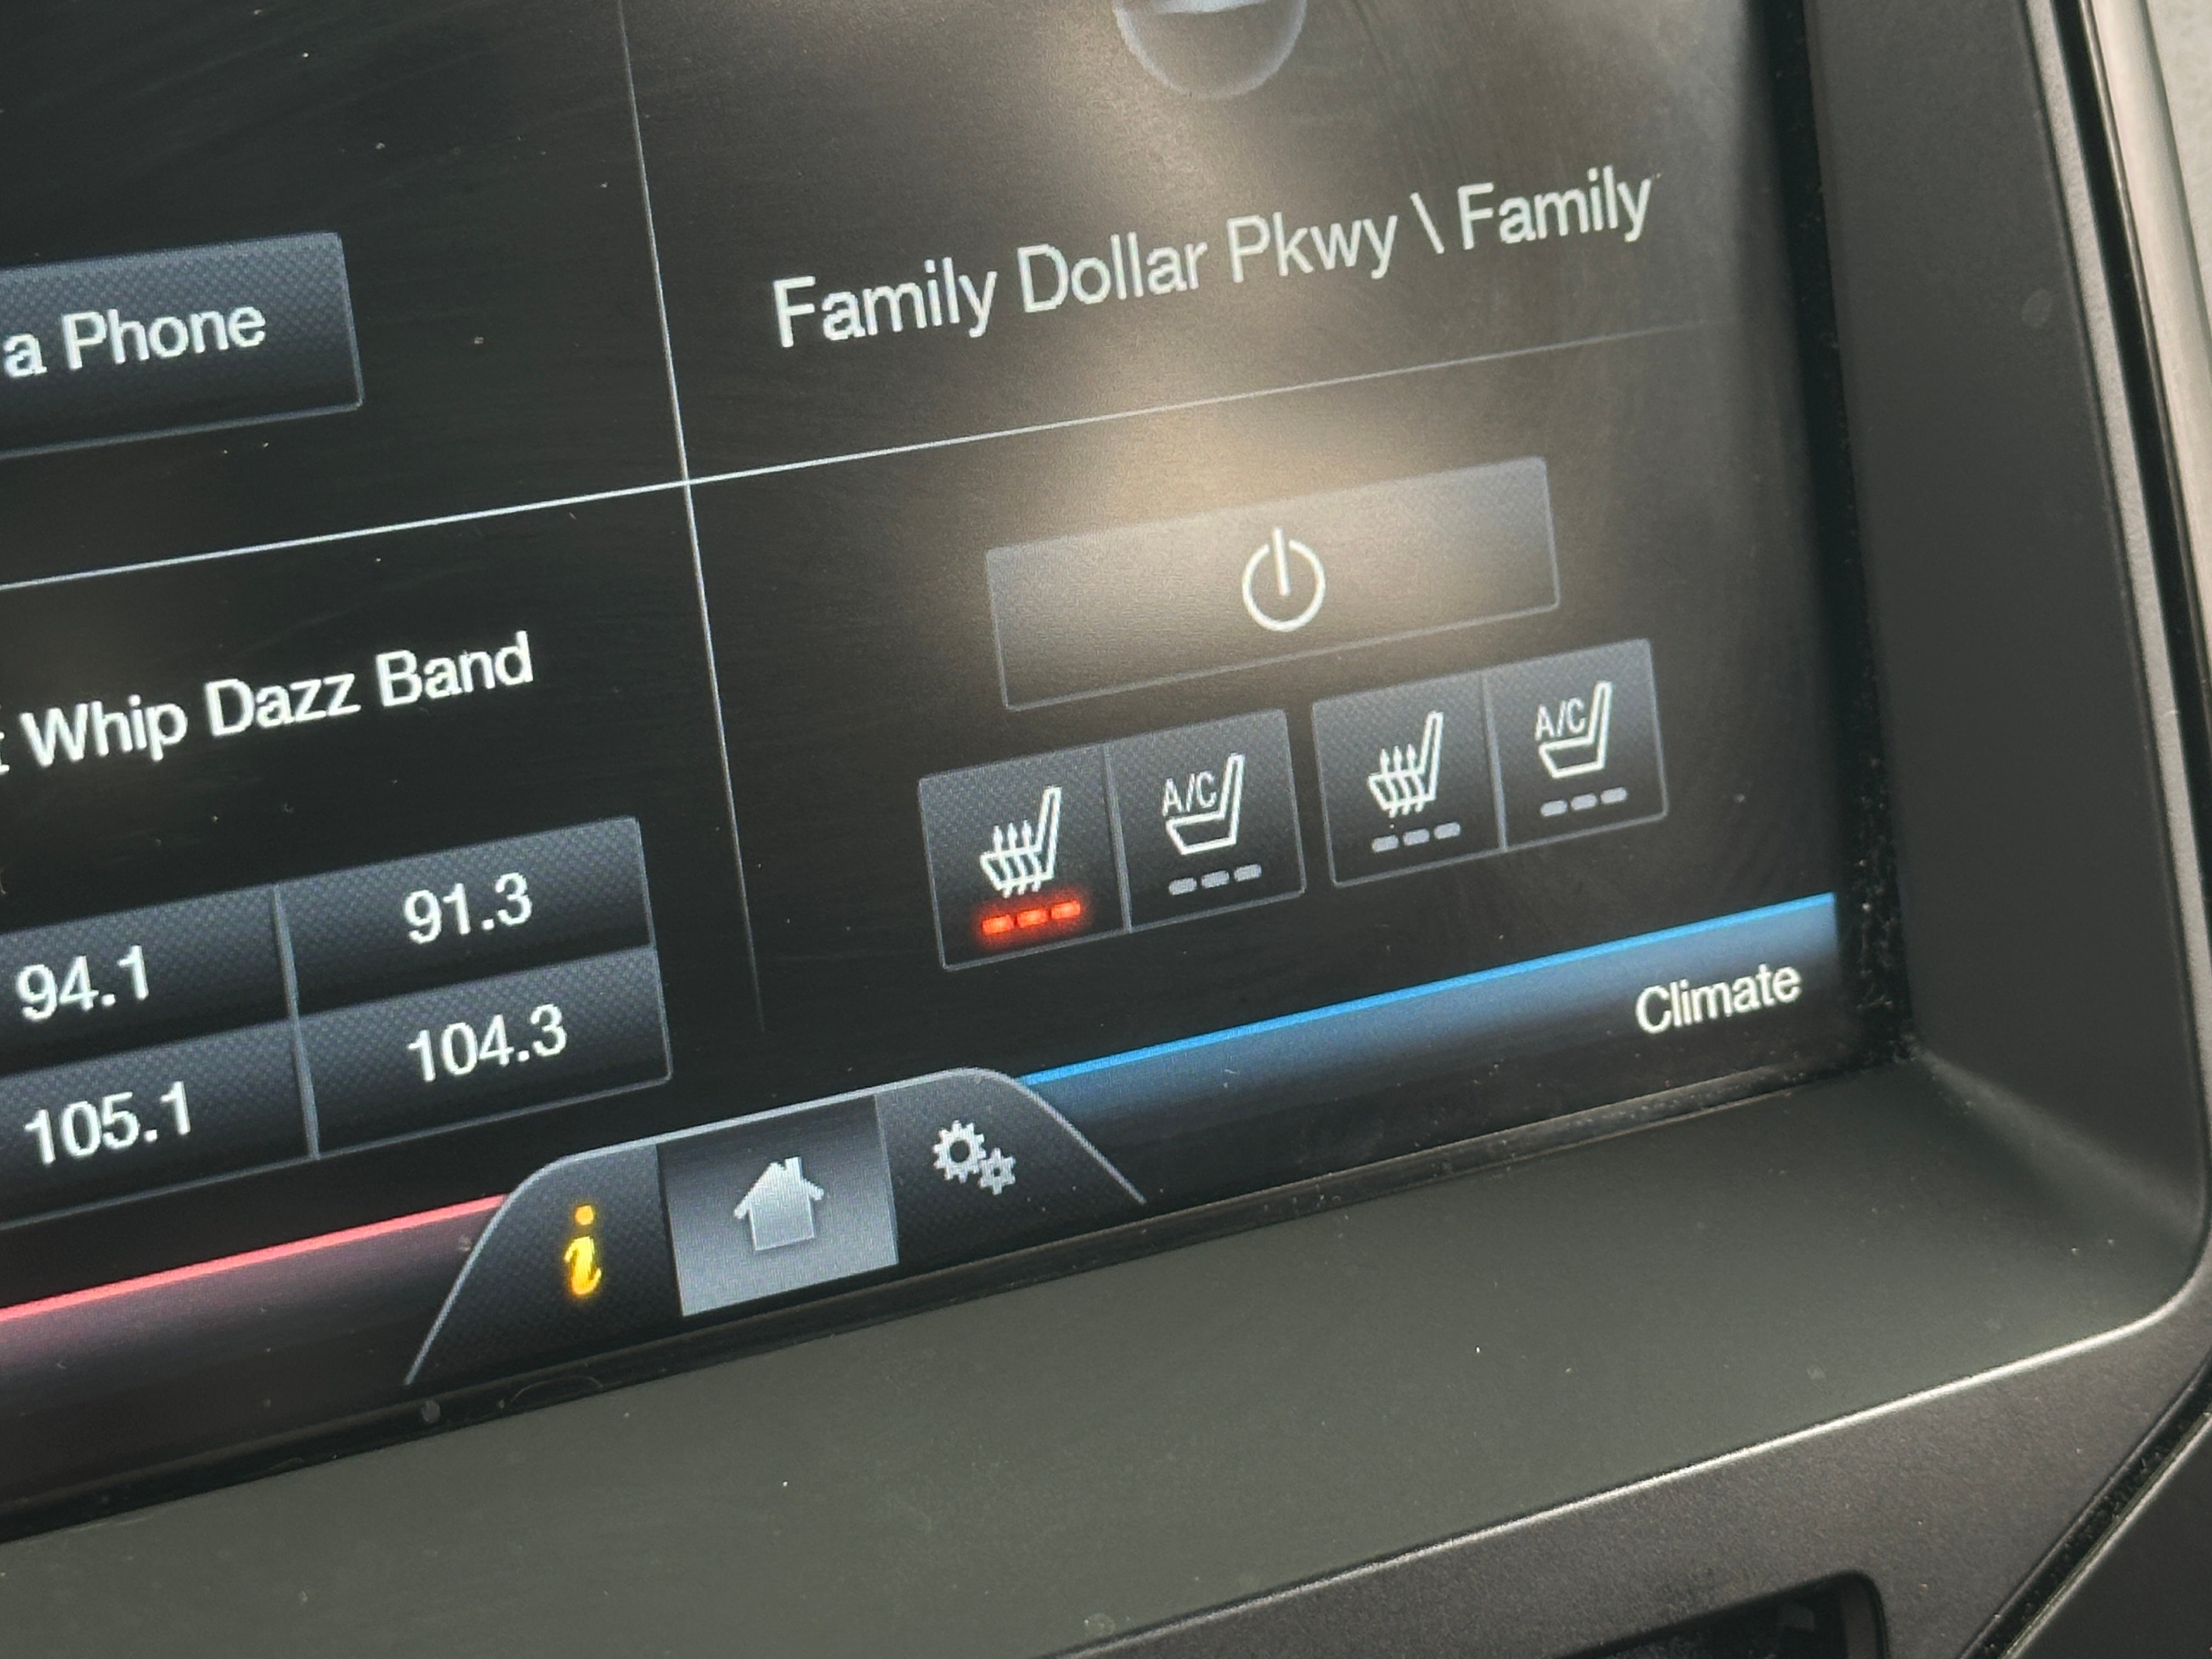 a Phone
Family Dollar Pkwy \ Family
Whip Dazz Band
94.1
91.3
105.1
104.3
A/C
A/C
Climate
i